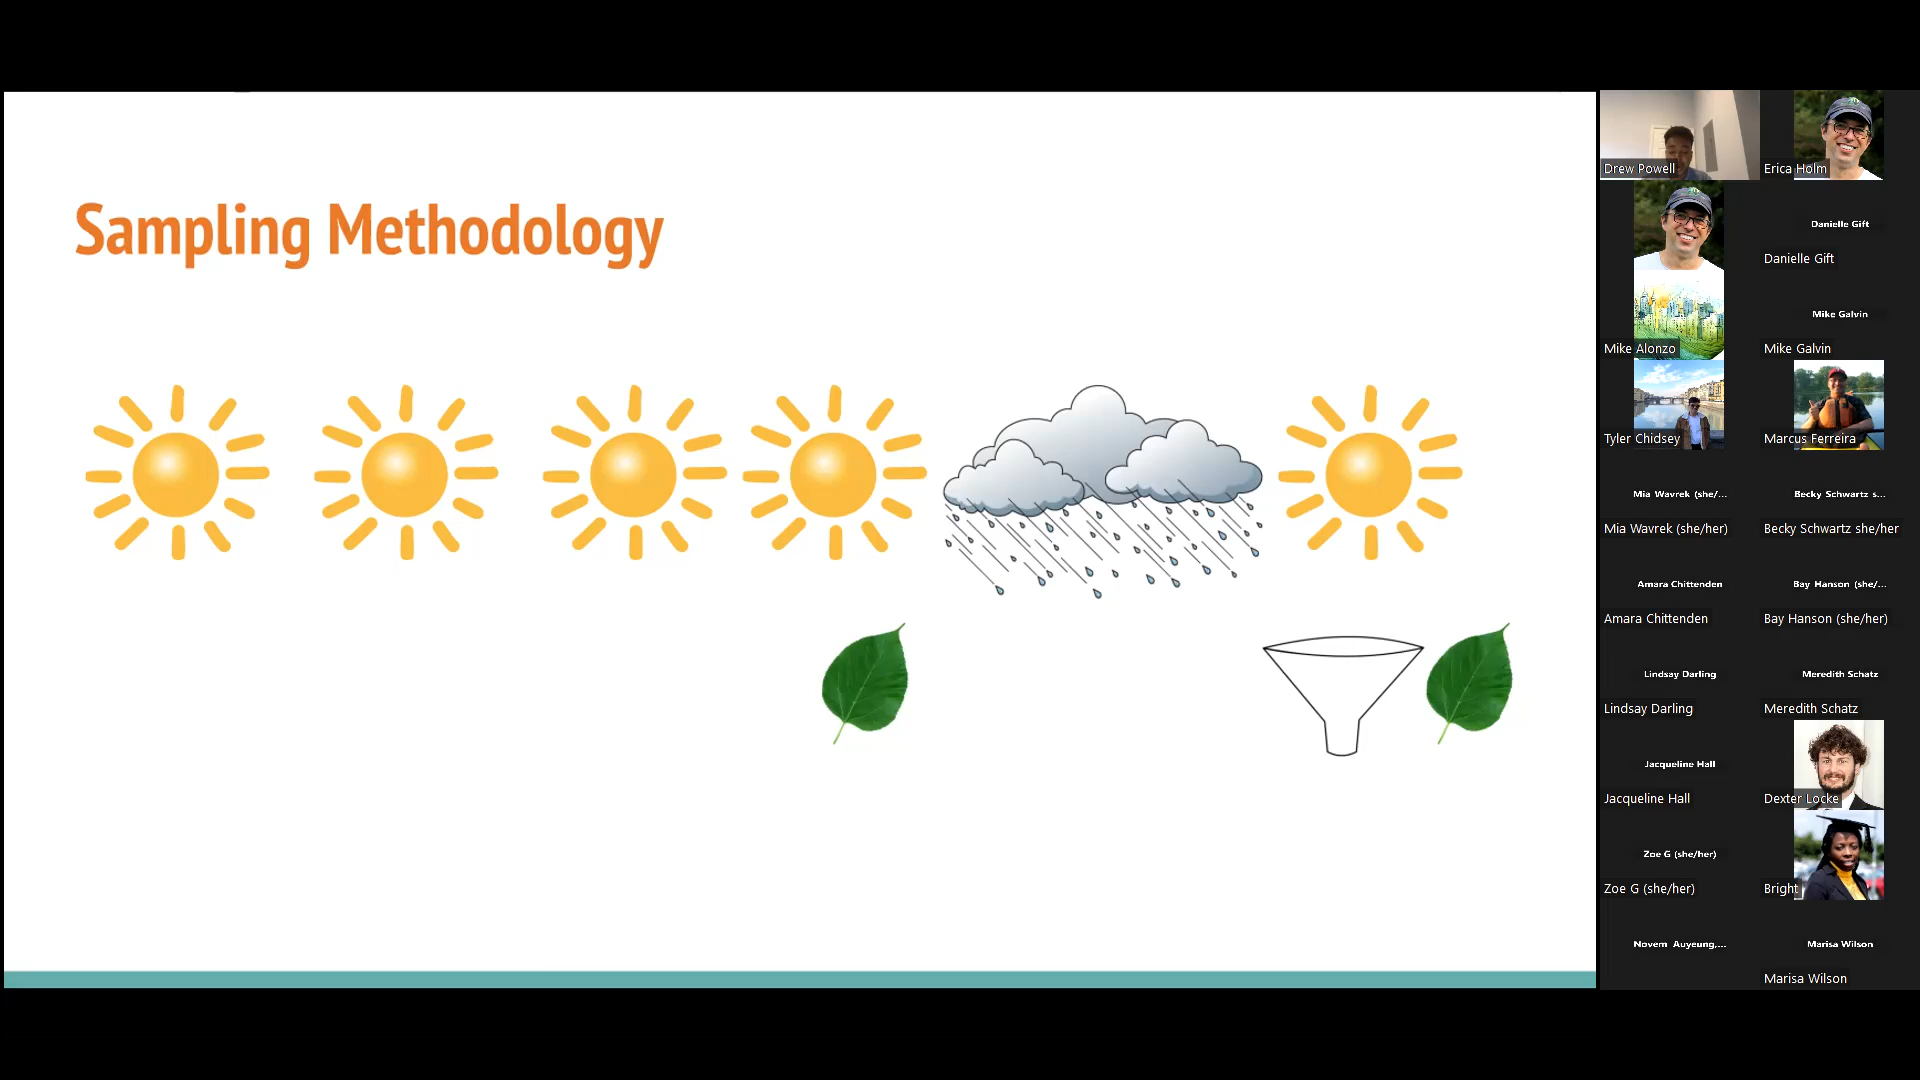 Sampling Methodology
Drew Powell
Erica Holm
Danielle Gift
Danielle Gift
Mike Galvin
Mike Alonzo
Mike Galvin
Tyler Chidsey
Marcus Ferreira
Mia Wavrek (she/...
Becky Schwartz s...
Mia Wavrek (she/her)
Becky Schwartz she/her
Amara Chittenden
Bay Hanson (she/...
Amara Chittenden
Bay Hanson (she/her)
Lindsay Darling
Meredith Schatz
Lindsay Darling
Meredith Schatz
Jacqueline Hall
Jacqueline Hall
Dexter Locke
Zoe G (she/her)
Zoe G (she/her)
Bright
Novem Auyeung,...
Marisa Wilson
Marisa Wilson